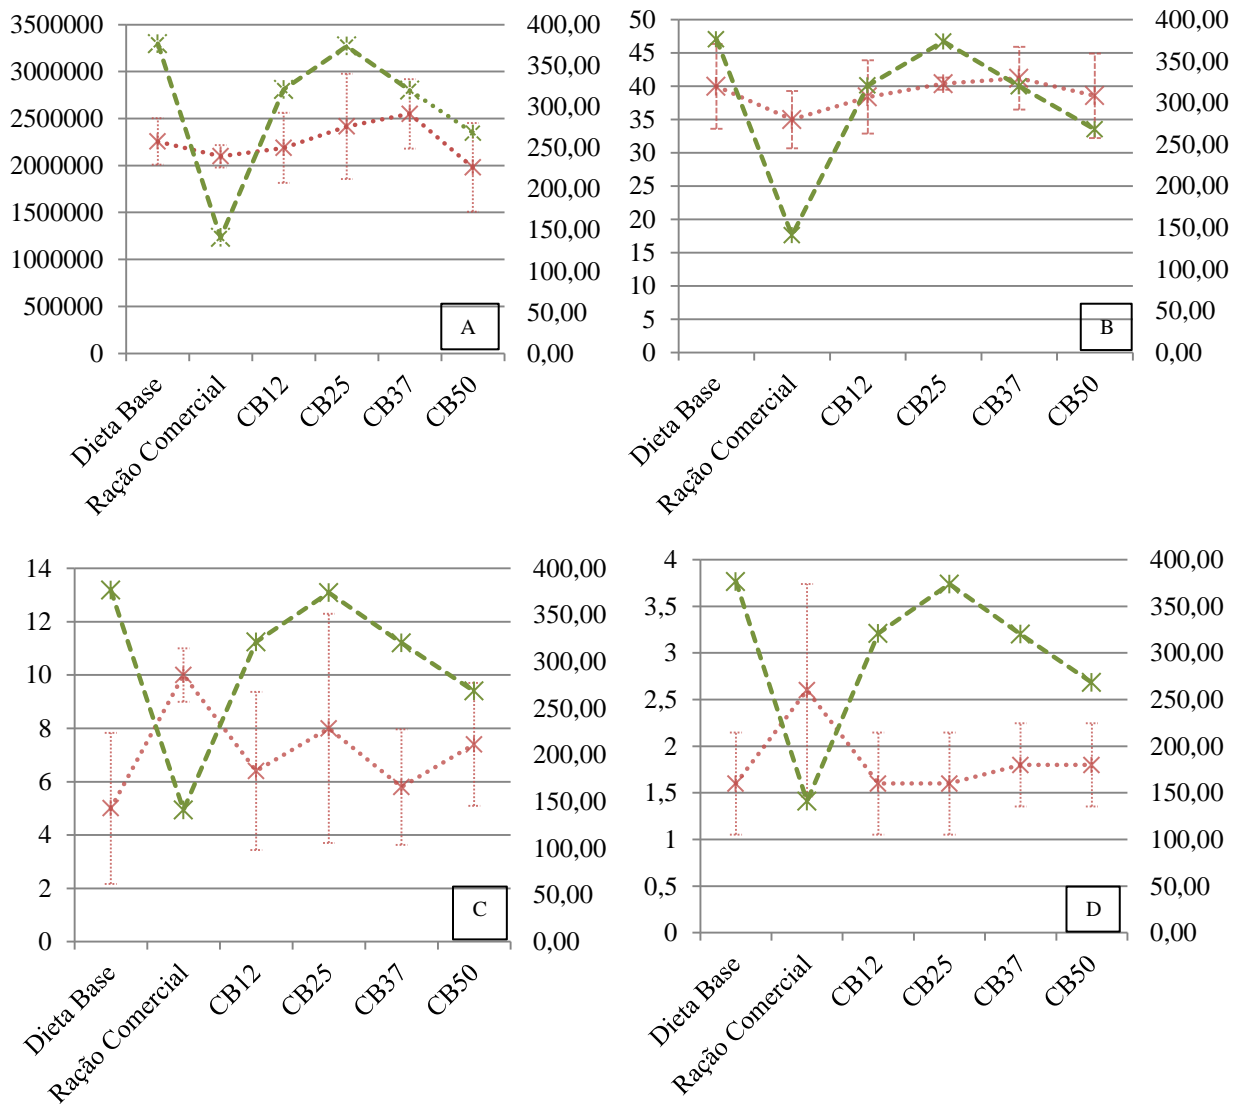 3500000
3000000
2500000
2000000
1500000
1000000
500000
0
400,00
350,00
300,00
250,00
200,00
150,00
100,00
50,00
0,00
A
Dieta Base
Ração Comercial
CB12
CB25
CB37
CB50
50
45
40
35
30
25
20
15
10
5
0
400,00
350,00
300,00
250,00
200,00
150,00
100,00
50,00
0,00
B
Dieta Base
Ração Comercial
CB12
CB25
CB37
CB50
14
12
10
8
6
4
2
0
400,00
350,00
300,00
250,00
200,00
150,00
100,00
50,00
0,00
C
Dieta Base
Ração Comercial
CB12
CB25
CB37
CB50
4
3,5
3
2,5
2
1,5
1
0,5
0
400,00
350,00
300,00
250,00
200,00
150,00
100,00
50,00
0,00
D
Dieta Base
Ração Comercial
CB12
CB25
CB37
CB50